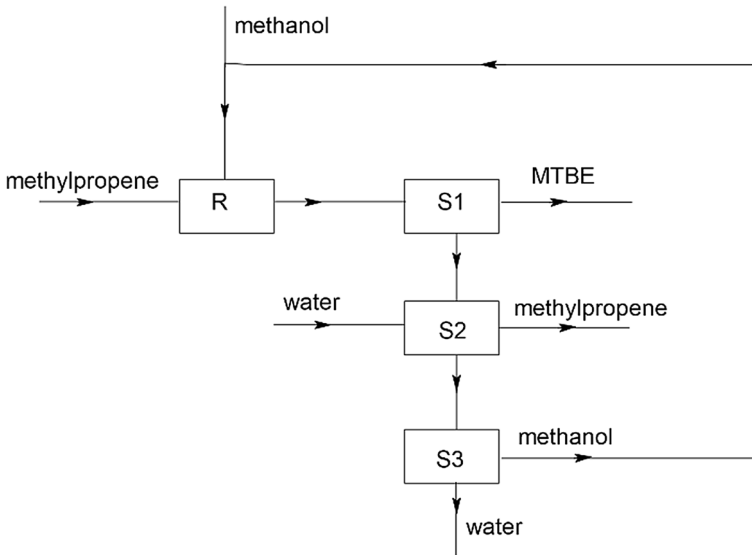 methanol
methylpropene
R
S1
MTBE
water
S2
methylpropene
S3
methanol
water